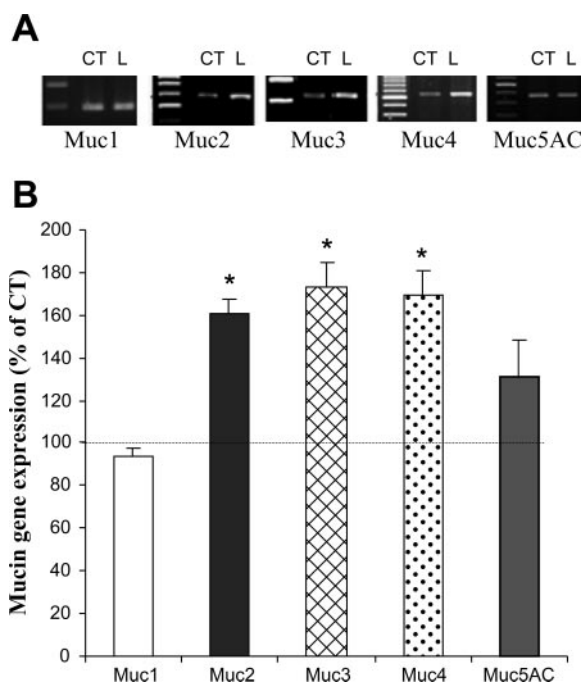 A
CT L CT L CT L CT L CT L
Muc1 Muc2 Muc3 Muc4 Muc5AC
B
Mucin gene expression (% of CT)
200
180
160
140
120
100
80
60
40
20
0
* * *
Muc1 Muc2 Muc3 Muc4 Muc5AC